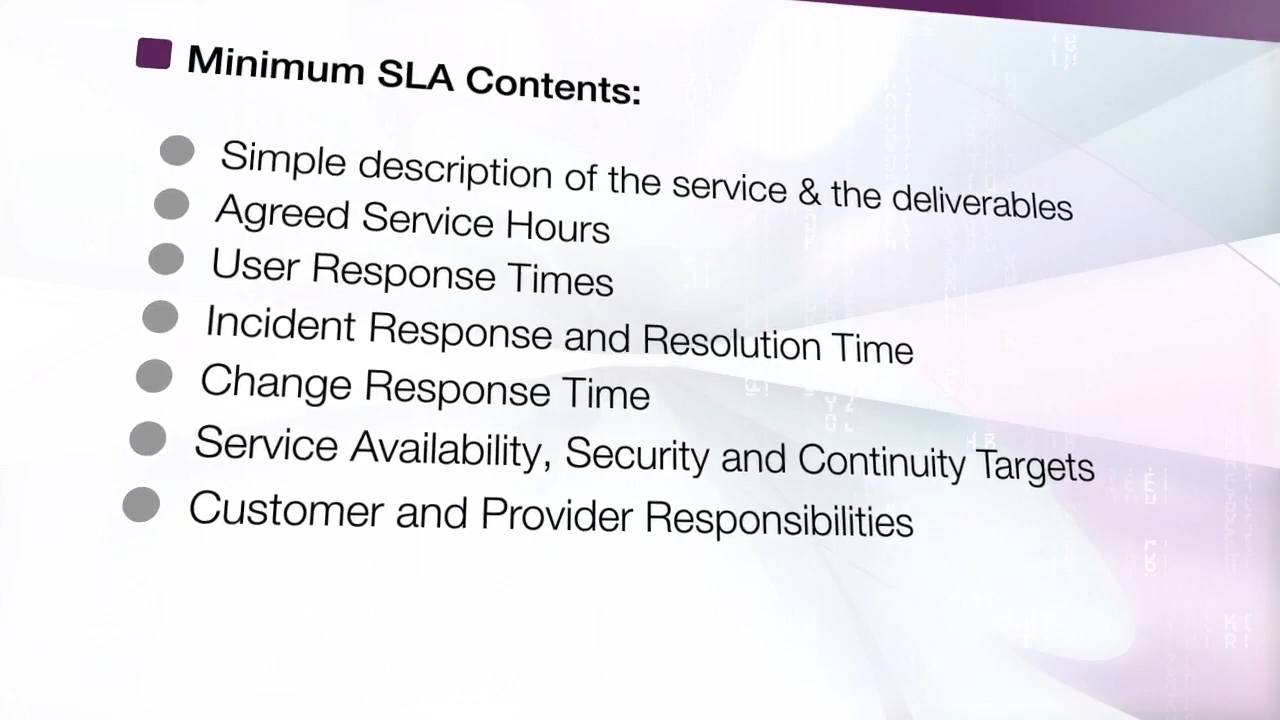 Minimum SLA Contents:
Simple description of the service & the deliverables
Agreed Service Hours
User Response Times
Incident Response and Resolution Time
Change Response Time
Service Availability, Security and Continuity Targets
Customer and Provider Responsibilities